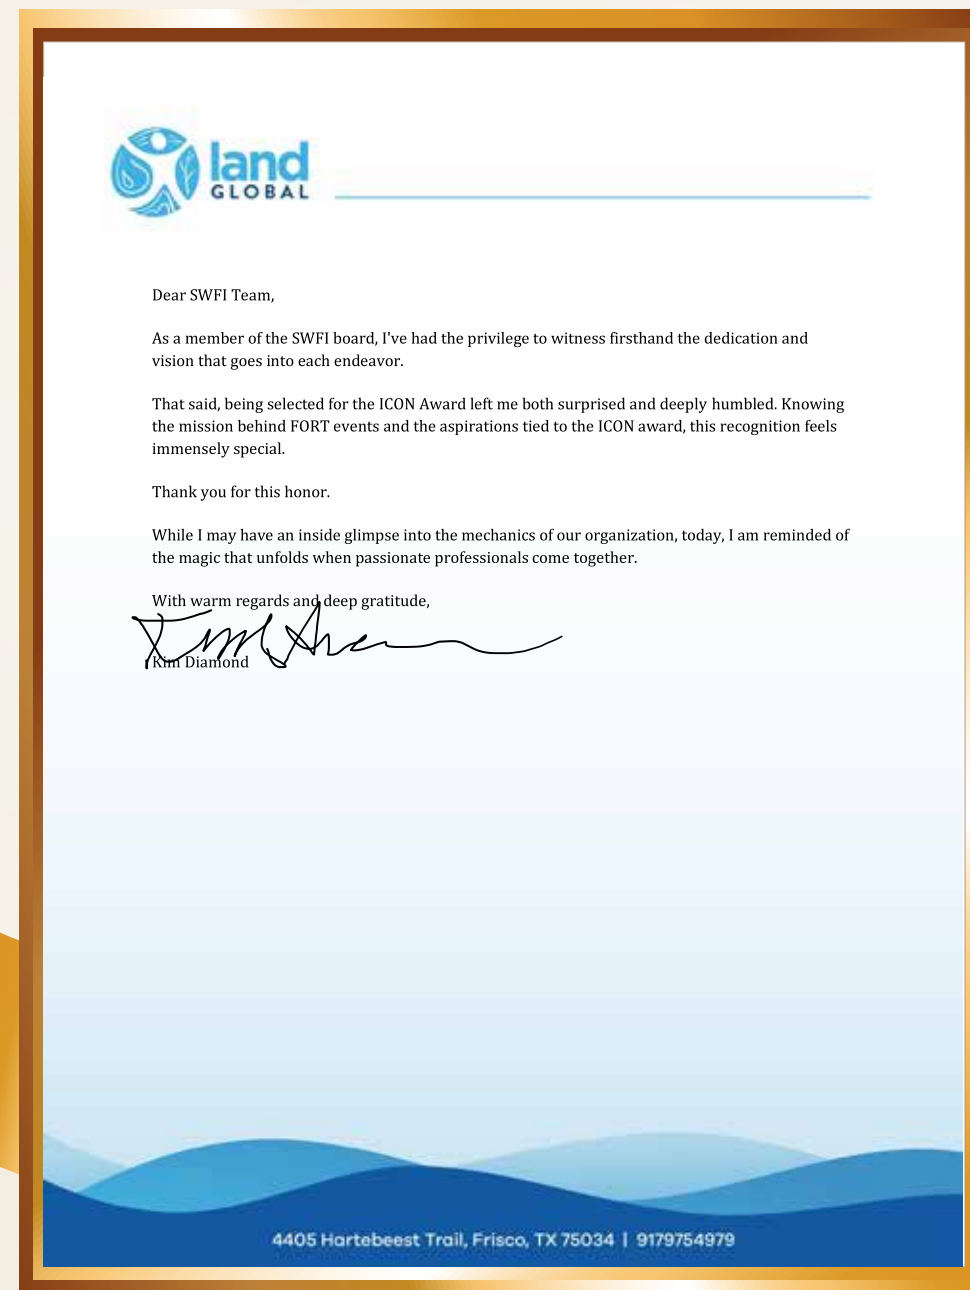 land
GLOBAL
Dear SWFI Team,
As a member of the SWFI board, I've had the privilege to witness firsthand the dedication and
vision that goes into each endeavor.
That said, being selected for the ICON Award left me both surprised and deeply humbled. Knowing
the mission behind FORT events and the aspirations tied to the ICON award, this recognition feels
immensely special.
Thank you for this honor.
While I may have an inside glimpse into the mechanics of our organization, today, I am reminded of
the magic that unfolds when passionate professionals come together.
With warm regards and deep gratitude,
Kim Diamond
4405 Hartebeest Trail, Frisco, TX 75034 | 9179754979